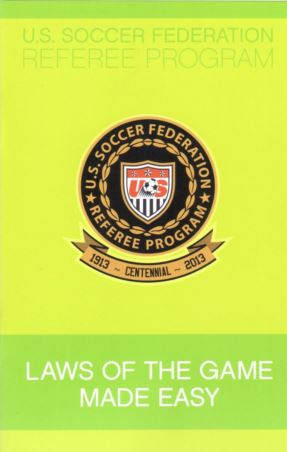 U.S. SOCCER FEDERATION
REFEREE PROGRAM
U.S. SOCCER FEDERATION
US
REFEREE PROGRAM
1913 ~ CENTENNIAL ~ 2013
LAWS OF THE GAME
MADE EASY